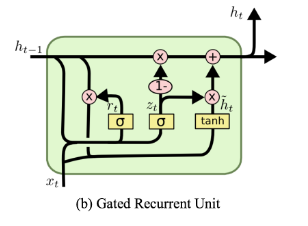 h_t
h_{t-1}
x +
1-
x r_t z_t x h̃_t
σ σ tanh
x_t
(b) Gated Recurrent Unit